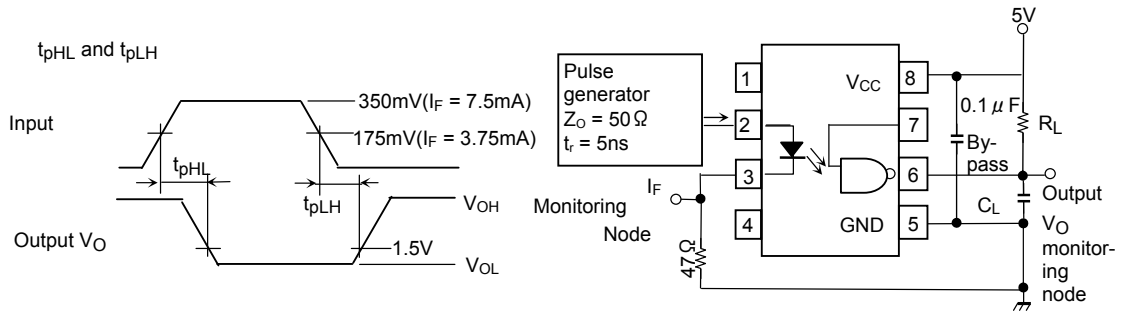 tpHL and tpLH
Input
350mV(IF = 7.5mA)
175mV(IF = 3.75mA)
tpHL
tpLH
VOH
Output VO
1.5V
VOL
Pulse
generator
ZO = 50Ω
tr = 5ns
IF
Monitoring
Node
47Ω
1
2
3
4
VCC
GND
8
7
6
5
5V
0.1μF
By-
pass
RL
CL
Output
VO
monitor-
ing
node